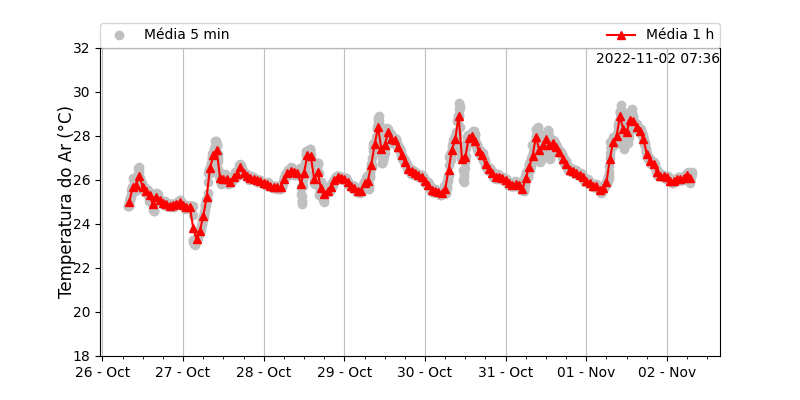 Média 5 min
Média 1 h
2022-11-02 07:36
Temperatura do Ar (°C)
32
30
28
26
24
22
20
18
26 - Oct
27 - Oct
28 - Oct
29 - Oct
30 - Oct
31 - Oct
01 - Nov
02 - Nov